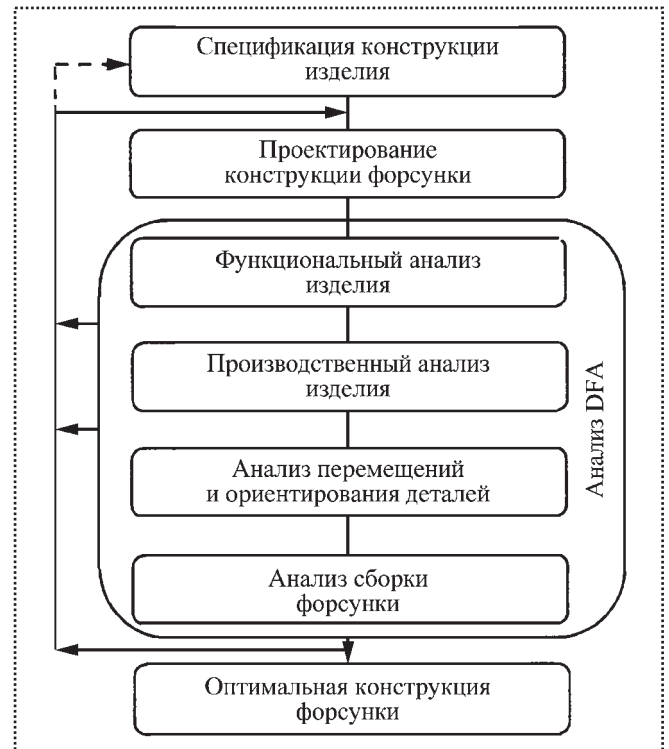 Спецификация конструкции
изделия
Проектирование
конструкции форсунки
Функциональный анализ
изделия
Производственный анализ
изделия
Анализ перемещений
и ориентирования деталей
Анализ сборки
форсунки
Анализ DFA
Оптимальная конструкция
форсунки